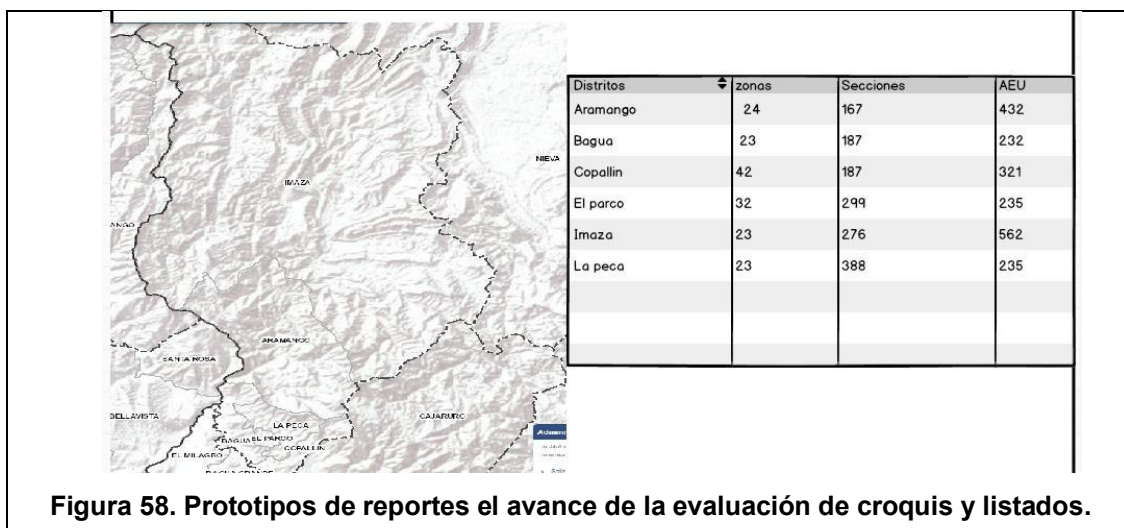 NIEVA
IMAZA
ANGO
ARAMANGO
SANTA ROSA
BELLAVISTA
LA PECA
CAJARURO
BAGUA EL PARCO
COPALLIN
EL MILAGRO
BAGUA GRANDE
Distritos zonas Secciones AEU
Aramango 24 167 432
Bagua 23 187 232
Copallin 42 187 321
El parco 32 299 235
Imaza 23 276 562
La peca 23 388 235
Figura 58. Prototipos de reportes el avance de la evaluación de croquis y listados.